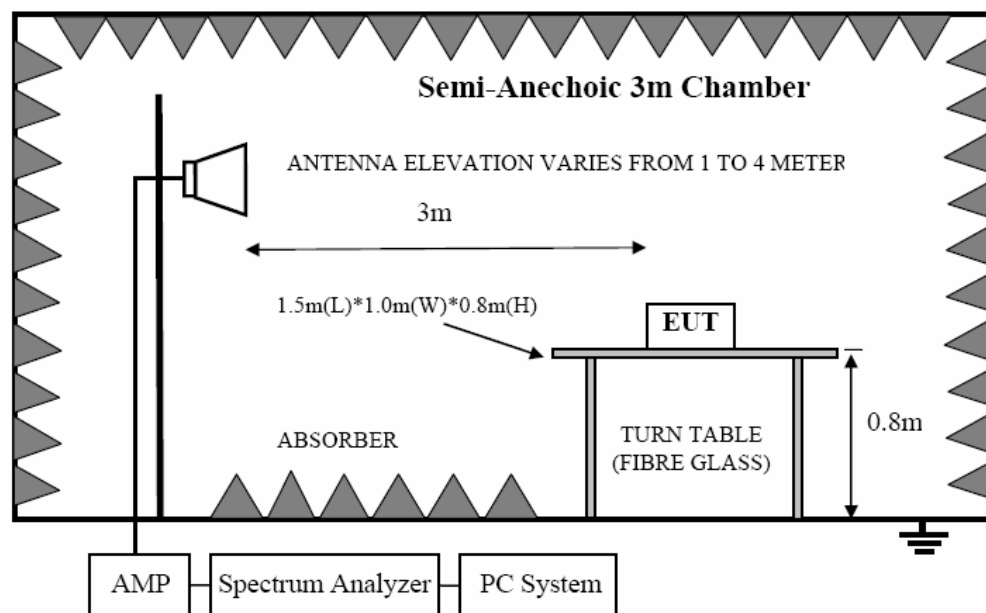 Semi-Anechoic 3m Chamber
ANTENNA ELEVATION VARIES FROM 1 TO 4 METER
3m
1.5m(L)*1.0m(W)*0.8m(H)
EUT
0.8m
ABSORBER
TURN TABLE
(FIBRE GLASS)
AMP
Spectrum Analyzer
PC System